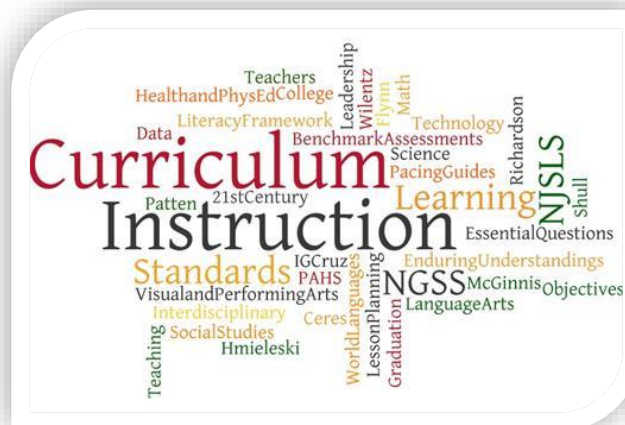 Teachers
HealthandPhysEd
College
Leadership
Wilentz
Flynn
Math
LiteracyFramework
Technology
Data
BenchmarkAssessments
Richardson
Curriculum
Science
PacingGuides
NJSLS
Shull
Patten
21stCentury
Learning
Instruction
EssentialQuestions
Standards
IGCruz
PAHS
WorldLanguages
LessonPlanning
EnduringUnderstandings
NGSS
McGinnis
Objectives
VisualandPerformingArts
LanguageArts
Interdisciplinary
Ceres
Graduation
SocialStudies
Hmieleski
Teaching